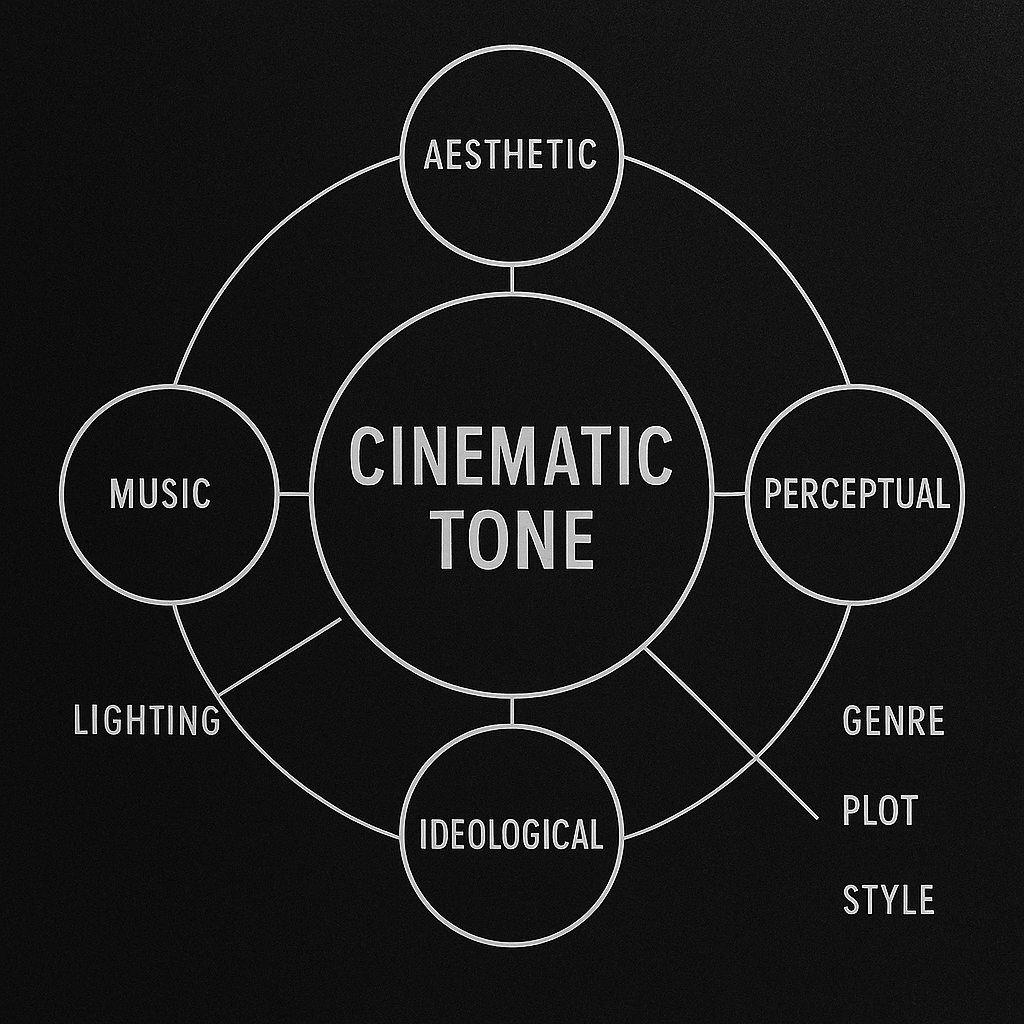 AESTHETIC
CINEMATIC
TONE
MUSIC
PERCEPTUAL
LIGHTING
GENRE
PLOT
IDEOLOGICAL
STYLE